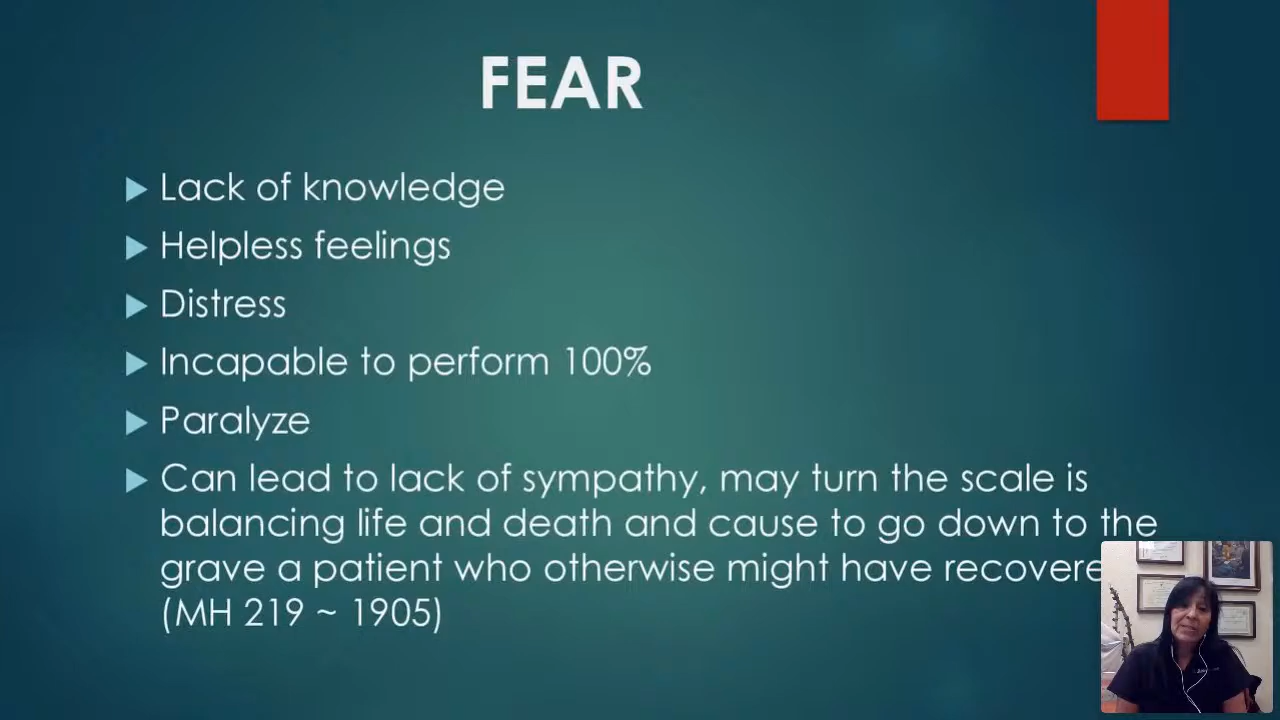 FEAR
Lack of knowledge
Helpless feelings
Distress
Incapable to perform 100%
Paralyze
Can lead to lack of sympathy, may turn the scale is
balancing life and death and cause to go down to the
grave a patient who otherwise might have recovere
(MH 219 ~ 1905)